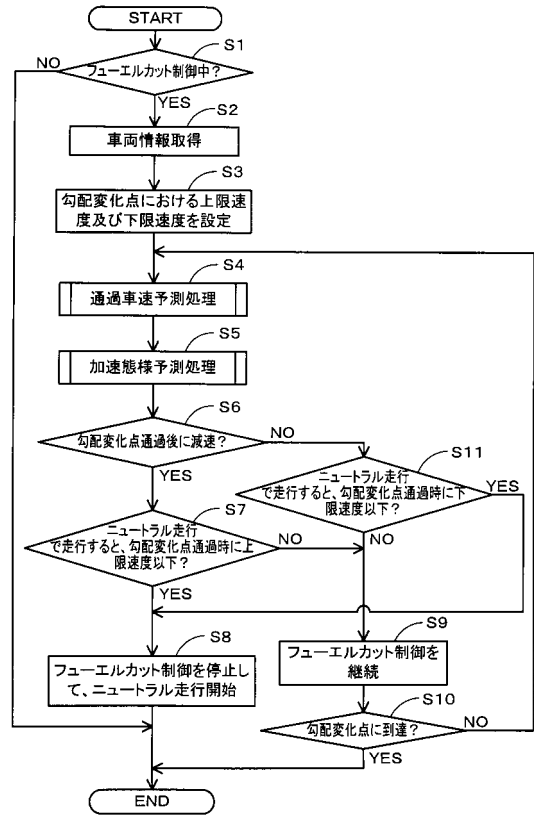 START
S1
NO
フューエルカット制御中?
YES
S2
車両情報取得
S3
勾配変化点における上限速
度及び下限速度を設定
S4
通過車速予測処理
S5
加速態様予測処理
S6
勾配変化点通過後に減速?
NO
YES
S11
ニュートラル走行
で走行すると、勾配変化点通過時に下
限速度以下?
YES
NO
S7
ニュートラル走行
で走行すると、勾配変化点通過時に上
限速度以下?
NO
YES
S8
フューエルカット制御を停止し
て、ニュートラル走行開始
S9
フューエルカット制御を
継続
S10
勾配変化点に到達?
NO
YES
END